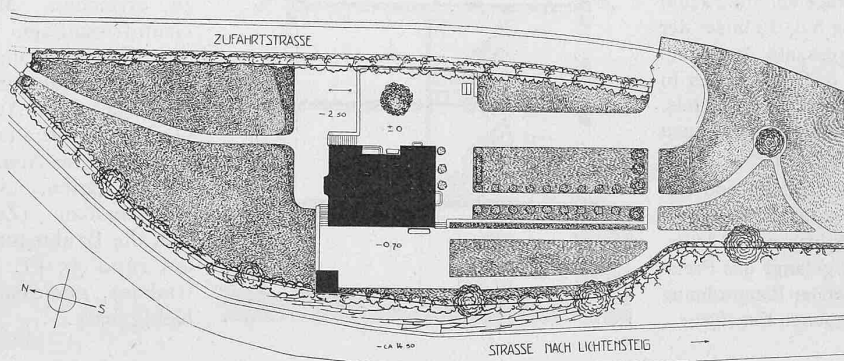 ZUFAHRTSTRASSE
- 2.50
± 0
- 0.70
N
S
- CA 14.50
STRASSE NACH LICHTENSTEIG